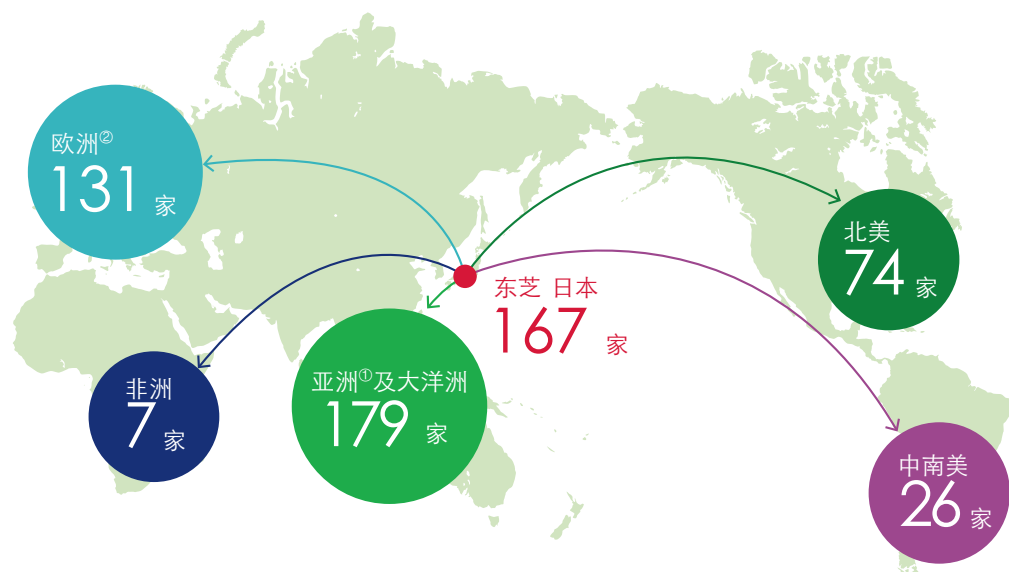 欧洲②
131 家
北美
74 家
东芝 日本
167 家
非洲
7 家
亚洲①及大洋洲
179 家
中南美
26 家